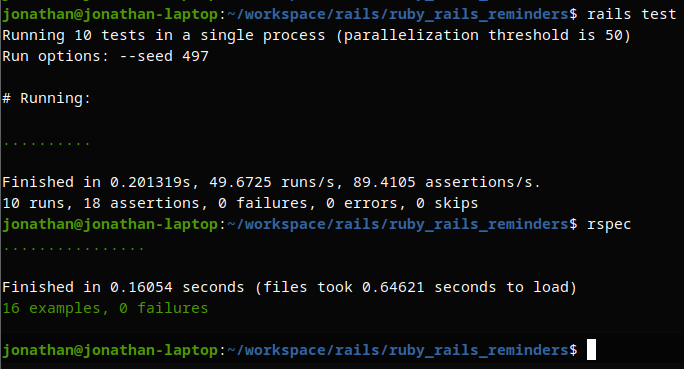 jonathan@jonathan-laptop:~/workspace/rails/ruby_rails_reminders$ rails test
Running 10 tests in a single process (parallelization threshold is 50)
Run options: --seed 497
# Running:
..........
Finished in 0.201319s, 49.6725 runs/s, 89.4105 assertions/s.
10 runs, 18 assertions, 0 failures, 0 errors, 0 skips
jonathan@jonathan-laptop:~/workspace/rails/ruby_rails_reminders$ rspec
................
Finished in 0.16054 seconds (files took 0.64621 seconds to load)
16 examples, 0 failures
jonathan@jonathan-laptop:~/workspace/rails/ruby_rails_reminders$